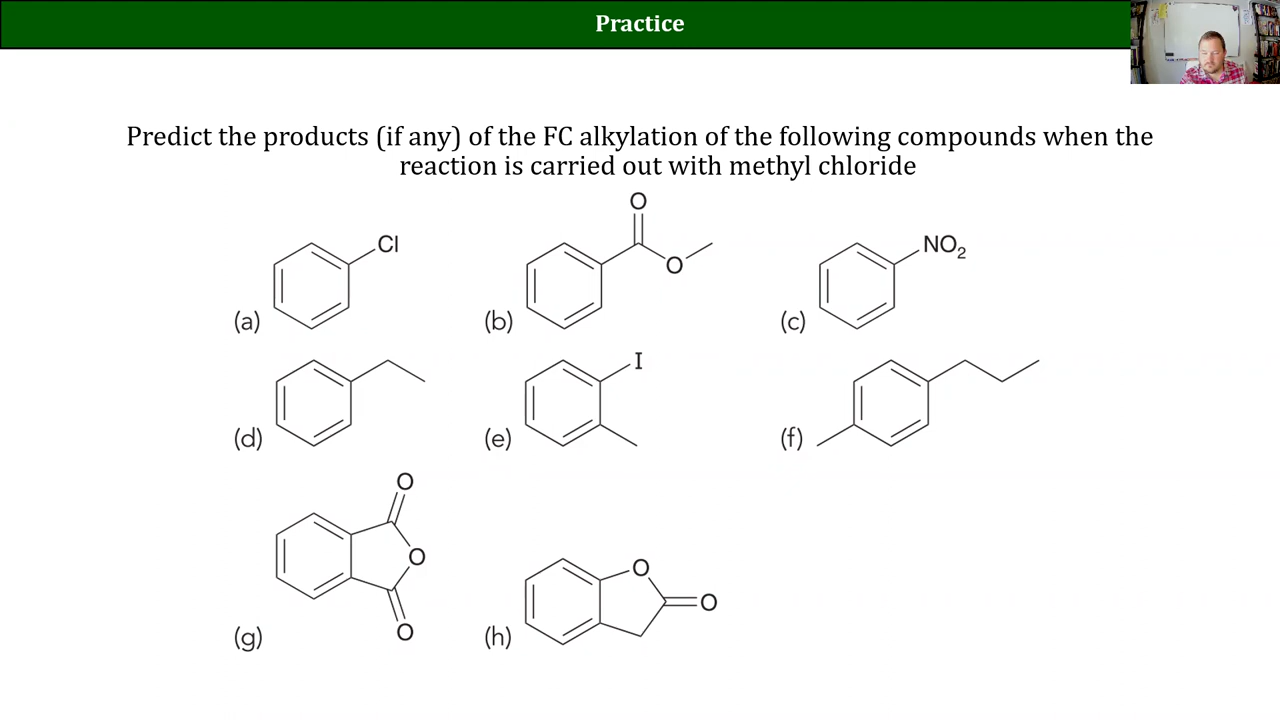 Practice
Predict the products (if any) of the FC alkylation of the following compounds when the
reaction is carried out with methyl chloride
(a)
Cl
(b)
O
O
(c)
NO2
(d)
(e)
I
(f)
(g)
O
O
O
(h)
O
O